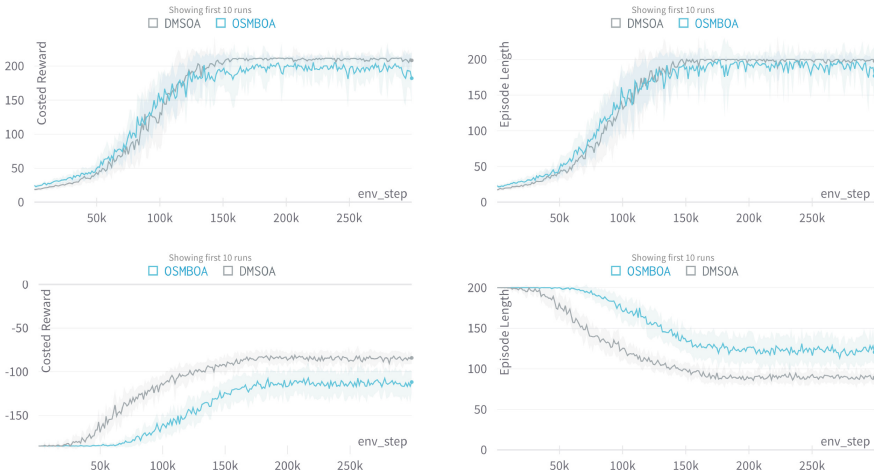 Showing first 10 runs
DMSOA OSMBOA
Costed Reward
200
150
100
50
0
50k 100k 150k 200k 250k
env_step
Showing first 10 runs
DMSOA OSMBOA
Episode Length
200
150
100
50
0
50k 100k 150k 200k 250k
env_step
Showing first 10 runs
OSMBOA DMSOA
Costed Reward
0
-50
-100
-150
50k 100k 150k 200k 250k
env_step
Showing first 10 runs
OSMBOA DMSOA
Episode Length
200
150
100
50
0
50k 100k 150k 200k 250k
env_step